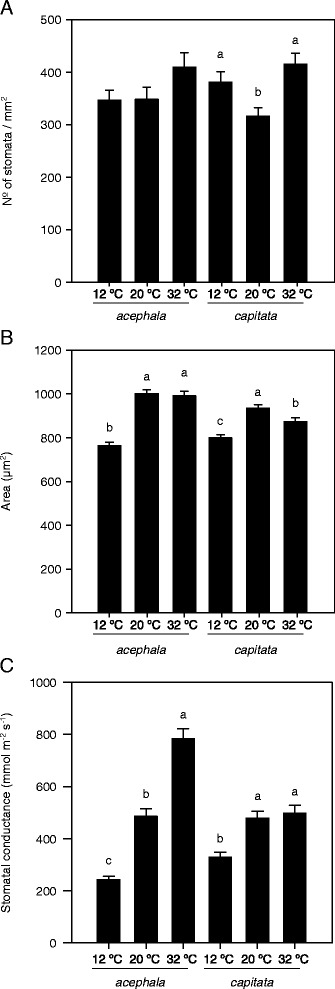 A
500
400
300
200
100
0
Nº of stomata / mm²
a
b
a
12 ºC 20 ºC 32 ºC 12 ºC 20 ºC 32 ºC
acephala capitata
B
1200
1000
800
600
400
200
0
Area (µm²)
b
a
a
c
a
b
12 ºC 20 ºC 32 ºC 12 ºC 20 ºC 32 ºC
acephala capitata
C
1000
800
600
400
200
0
Stomatal conductance (mmol m⁻² s⁻¹)
c
b
a
b
a
a
12 ºC 20 ºC 32 ºC 12 ºC 20 ºC 32 ºC
acephala capitata